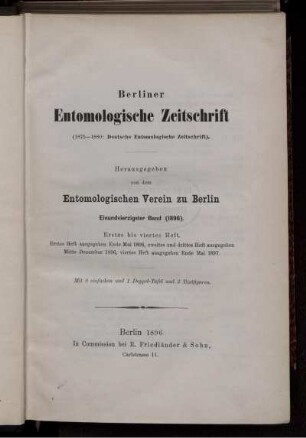 Berliner
Entomologische Zeitschrift
(1875—1880: Deutsche Entomologische Zeitschrift).
Herausgegeben
von dem
Entomologischen Verein zu Berlin
Einundvierzigster Band (1896).
Erstes bis viertes Heft.
Erstes Heft ausgegeben Ende Mai 1896, zweites und drittes Heft ausgegeben
Mitte December 1896, viertes Heft ausgegeben Ende Mai 1897.
Mit 4 einfachen und 1 Doppel-Tafel und 3 Textfiguren.
Berlin 1896
In Commission bei R. Friedländer & Sohn,
Carlstrasse 11.